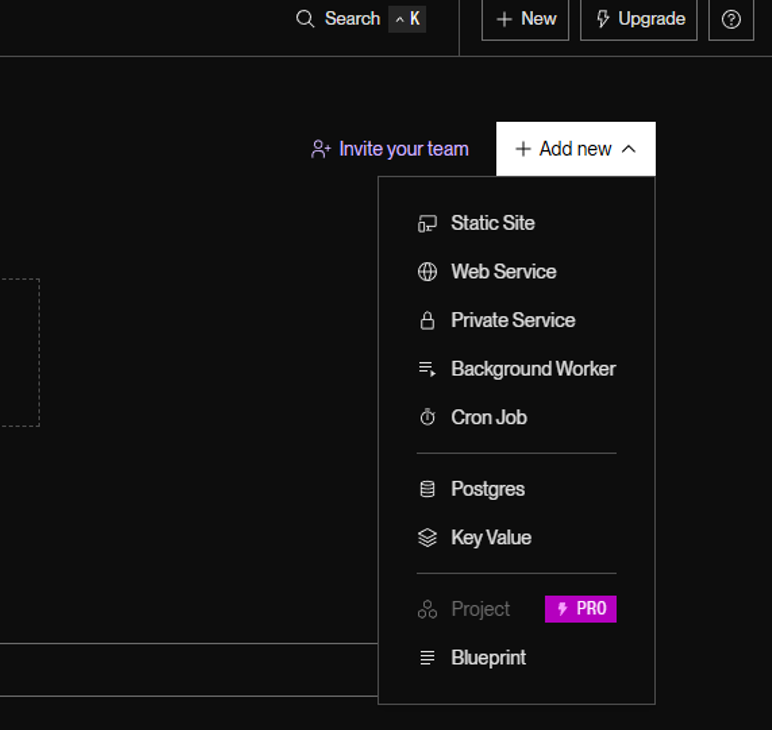 Search ^ K
+ New
Upgrade
Invite your team
+ Add new
Static Site
Web Service
Private Service
Background Worker
Cron Job
Postgres
Key Value
Project PRO
Blueprint